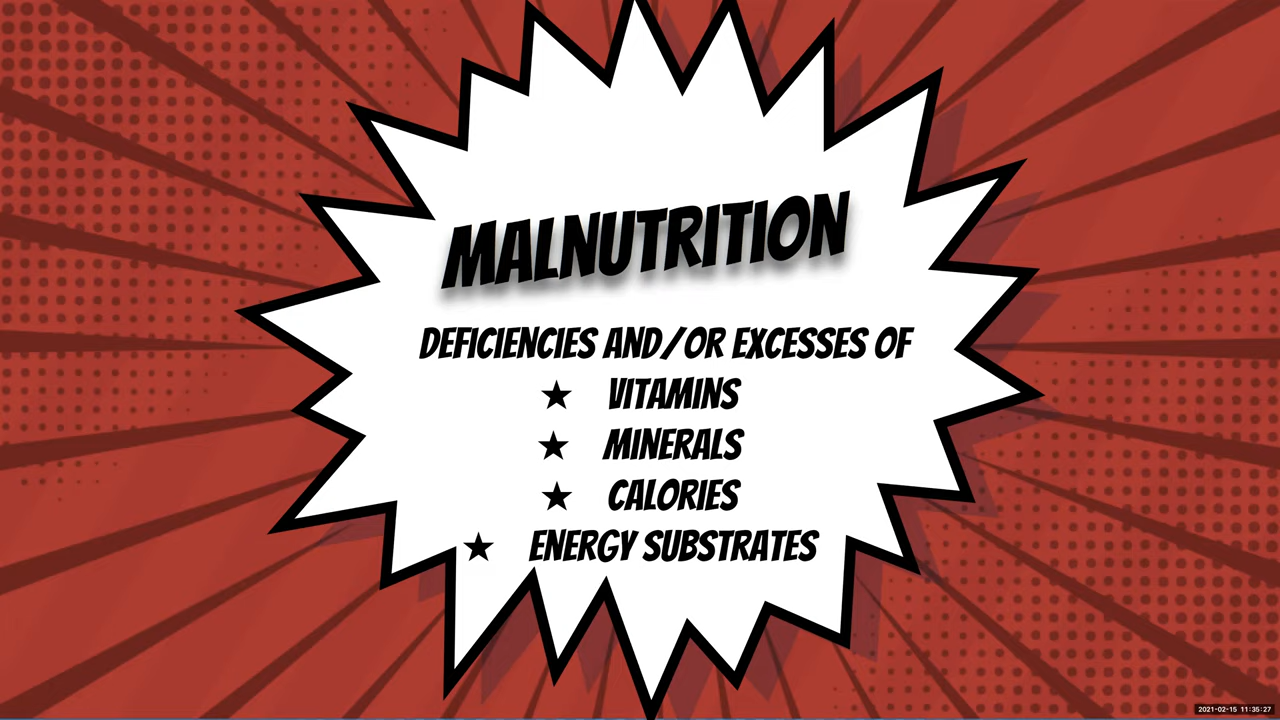 MALNUTRITION
DEFICIENCIES AND/OR EXCESSES OF
★ VITAMINS
★ MINERALS
★ CALORIES
★ ENERGY SUBSTRATES
2021-02-15 11:35:27